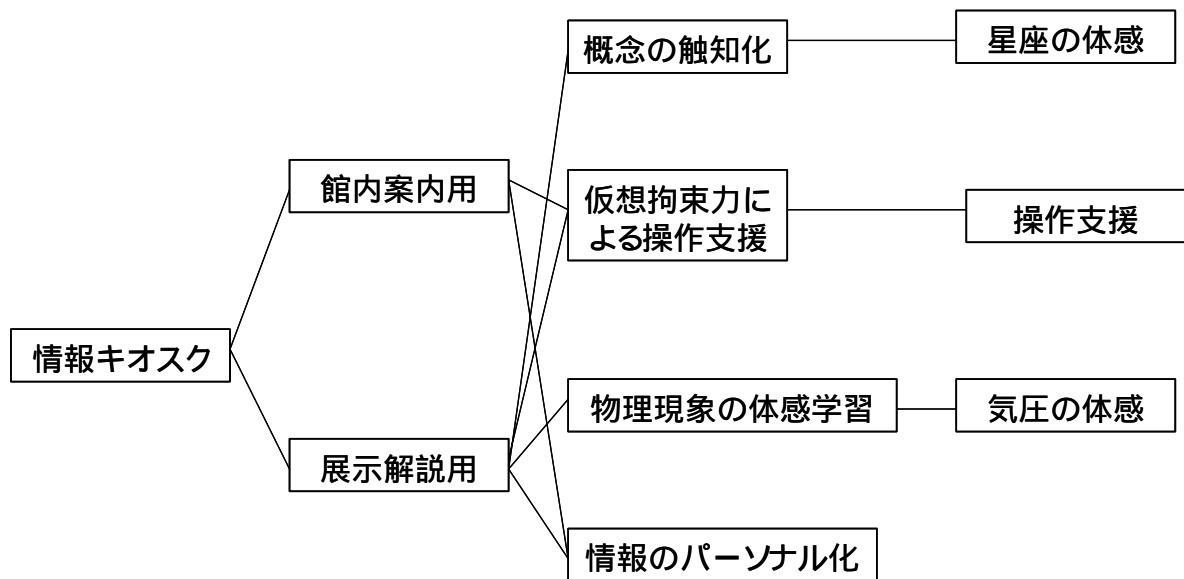 概念の触知化
星座の体感
館内案内用
仮想拘束力に
よる操作支援
操作支援
情報キオスク
物理現象の体感学習
気圧の体感
展示解説用
情報のパーソナル化